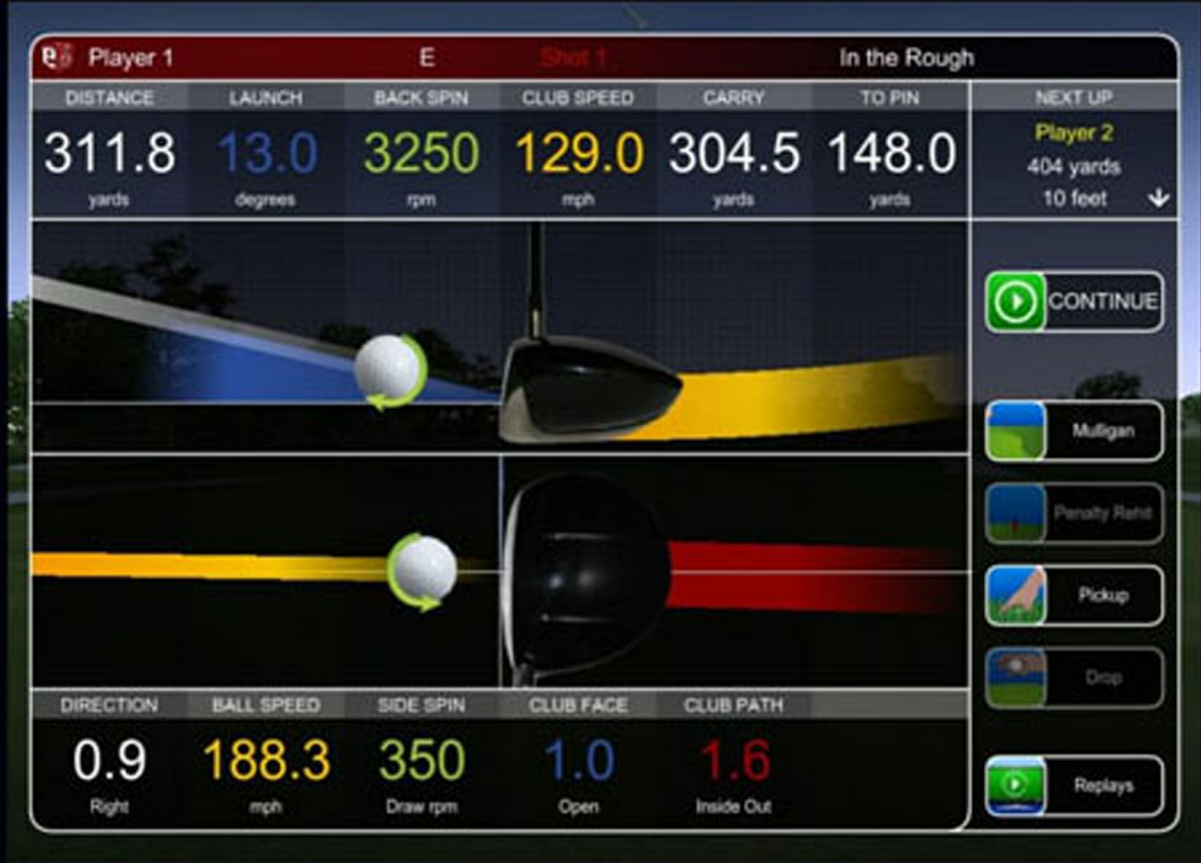 Player 1 E Shot 1 In the Rough
DISTANCE LAUNCH BACK SPIN CLUB SPEED CARRY TO PIN NEXT UP
311.8 13.0 3250 129.0 304.5 148.0
yards degrees rpm mph yards yards
Player 2
404 yards
10 feet
CONTINUE
Mulligan
Penalty Rehit
Pickup
Drop
Replays
DIRECTION BALL SPEED SIDE SPIN CLUB FACE CLUB PATH
0.9 188.3 350 1.0 1.6
Right mph Draw rpm Open Inside Out